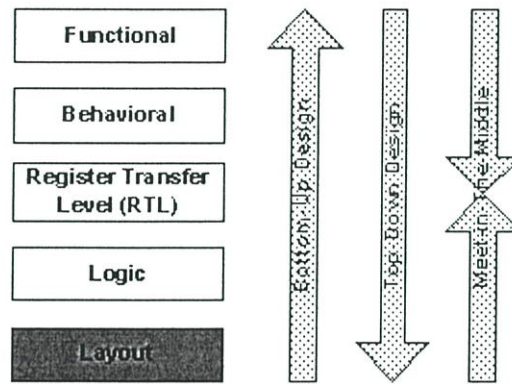 Functional
Behavioral
Register Transfer
Level (RTL)
Logic
Layout
Bottom Up Design
Top Down Design
Meet-in-The-Middle